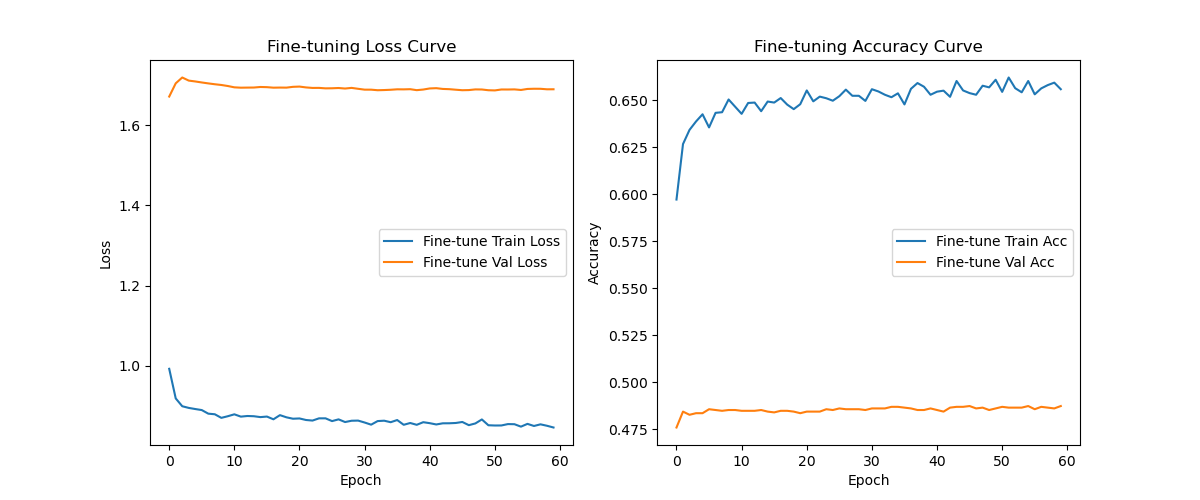 Fine-tuning Loss Curve
1.6
1.4
1.2
1.0
Loss
Fine-tune Train Loss
Fine-tune Val Loss
0 10 20 30 40 50 60
Epoch
Fine-tuning Accuracy Curve
0.650
0.625
0.600
0.575
0.550
0.525
0.500
0.475
Accuracy
Fine-tune Train Acc
Fine-tune Val Acc
0 10 20 30 40 50 60
Epoch